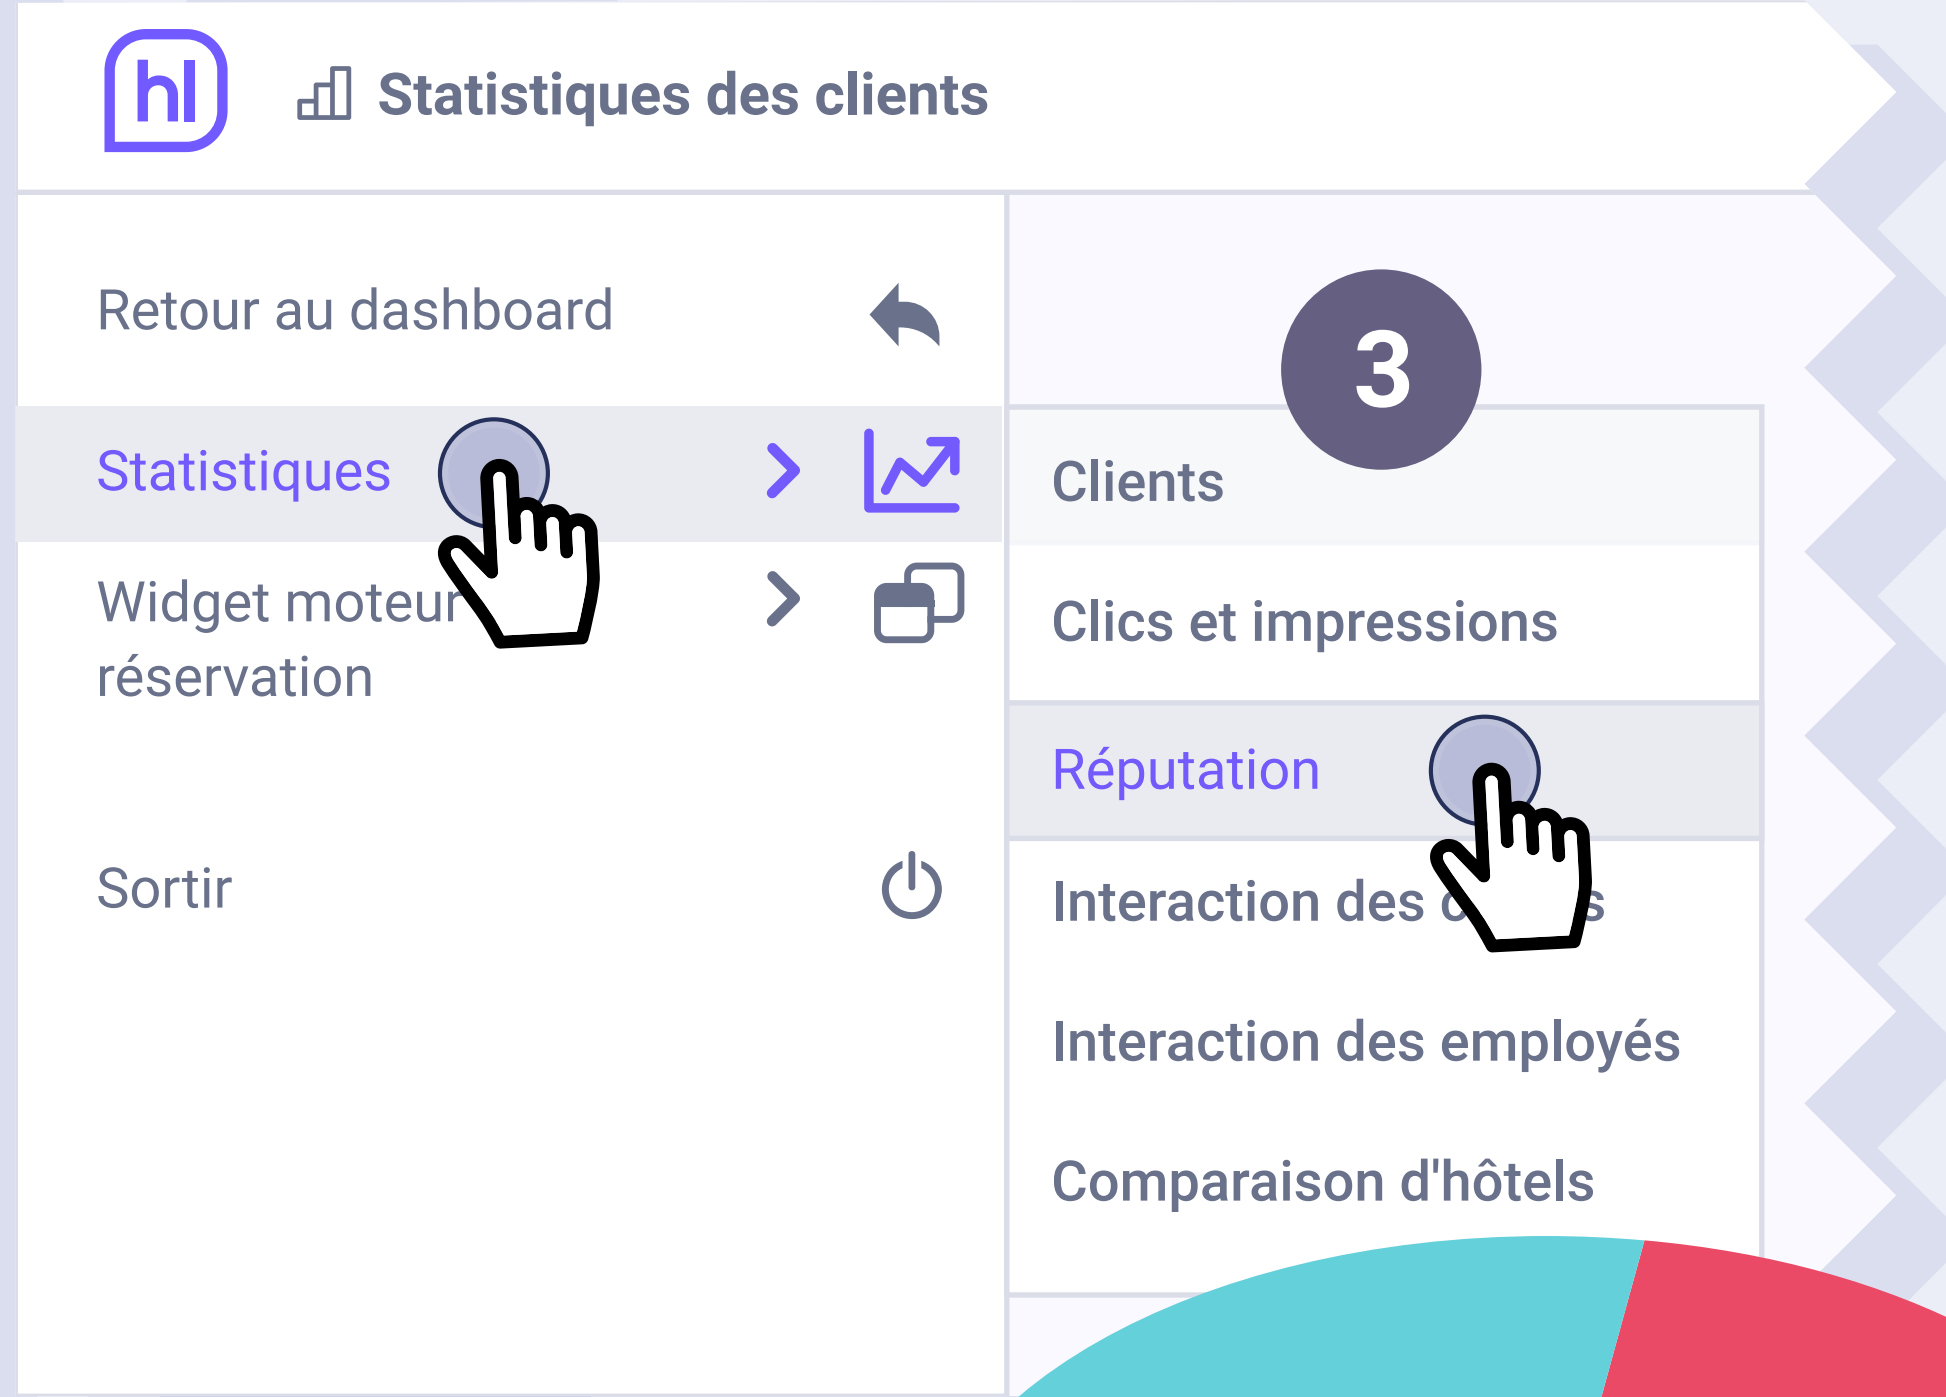 hl
Statistiques des clients
Retour au dashboard
Statistiques
Widget moteur
réservation
Sortir
3
Clients
Clics et impressions
Réputation
Interaction des
Interaction des employés
Comparaison d'hôtels